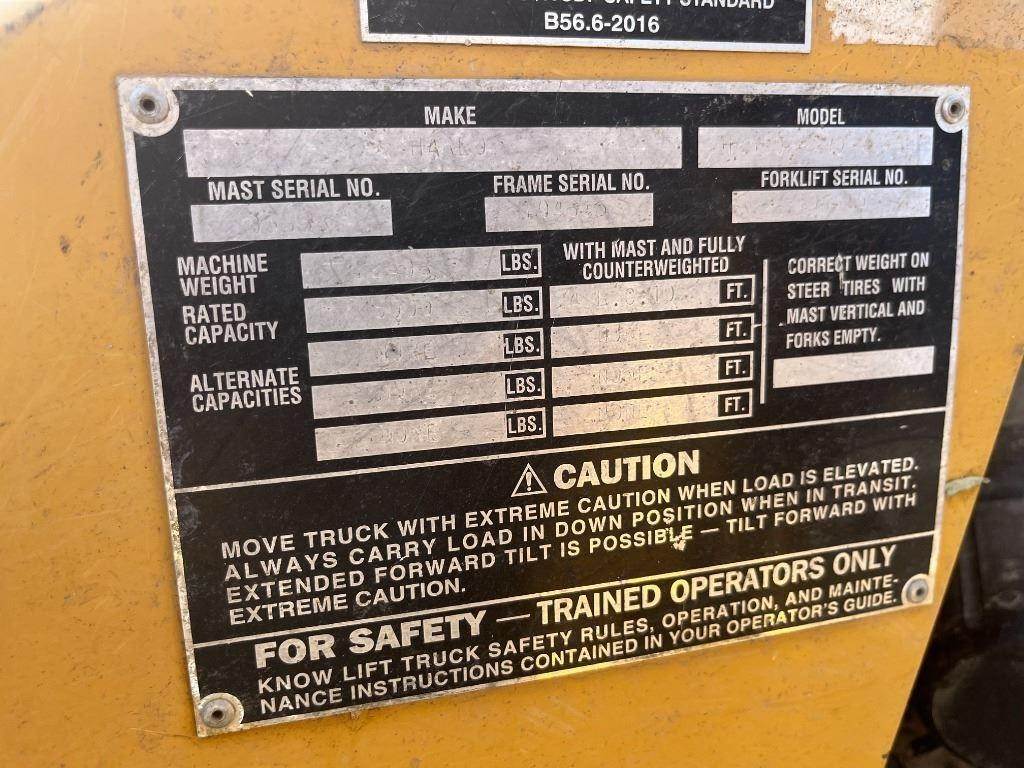 SAFETY STANDARD
B56.6-2016
MAKE
MODEL
MAST SERIAL NO.
FRAME SERIAL NO.
FORKLIFT SERIAL NO.
MACHINE WEIGHT
LBS.
WITH MAST AND FULLY COUNTERWEIGHTED
RATED CAPACITY
LBS.
FT.
LBS.
FT.
ALTERNATE CAPACITIES
LBS.
FT.
NONE
LBS.
NONE
FT.
CORRECT WEIGHT ON
STEER TIRES WITH
MAST VERTICAL AND
FORKS EMPTY.
CAUTION
MOVE TRUCK WITH EXTREME CAUTION WHEN LOAD IS ELEVATED.
ALWAYS CARRY LOAD IN DOWN POSITION WHEN IN TRANSIT.
EXTENDED FORWARD TILT IS POSSIBLE — TILT FORWARD WITH
EXTREME CAUTION.
FOR SAFETY — TRAINED OPERATORS ONLY
KNOW LIFT TRUCK SAFETY RULES, OPERATION, AND MAINTE-
NANCE INSTRUCTIONS CONTAINED IN YOUR OPERATOR'S GUIDE.